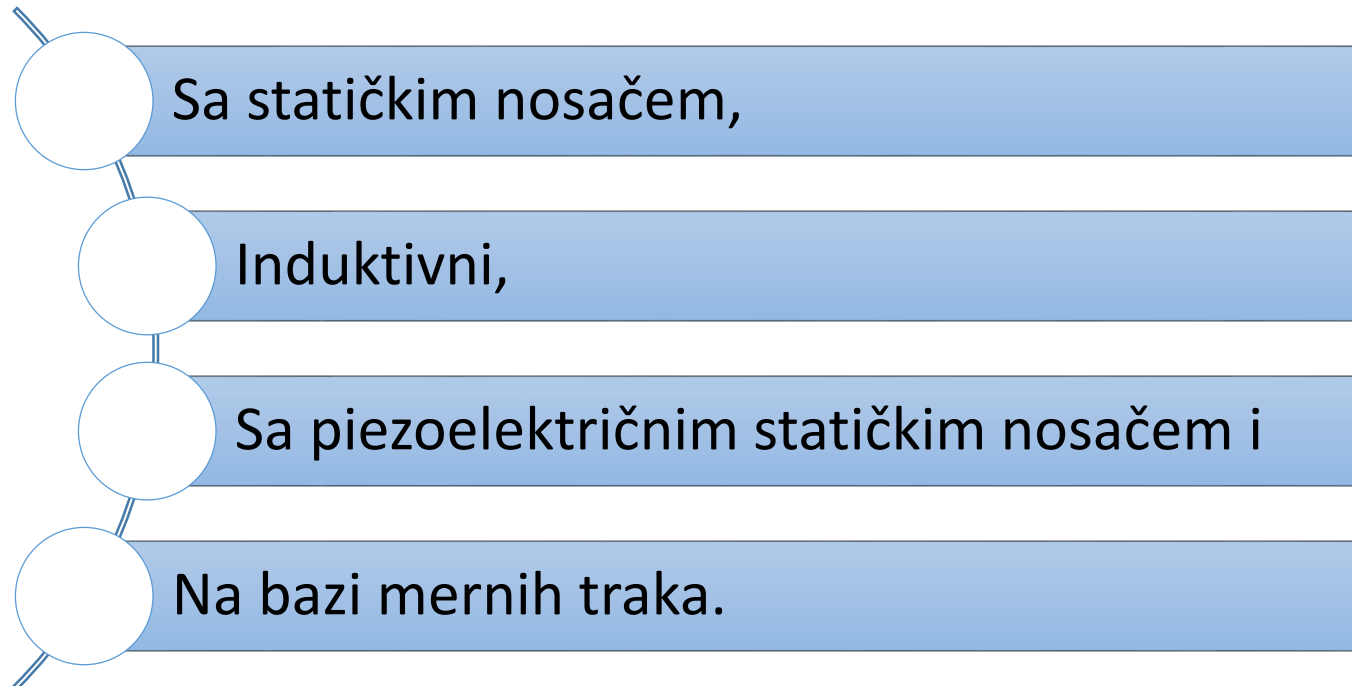 Sa statičkim nosačem,
Induktivni,
Sa piezoelektričnim statičkim nosačem i
Na bazi mernih traka.